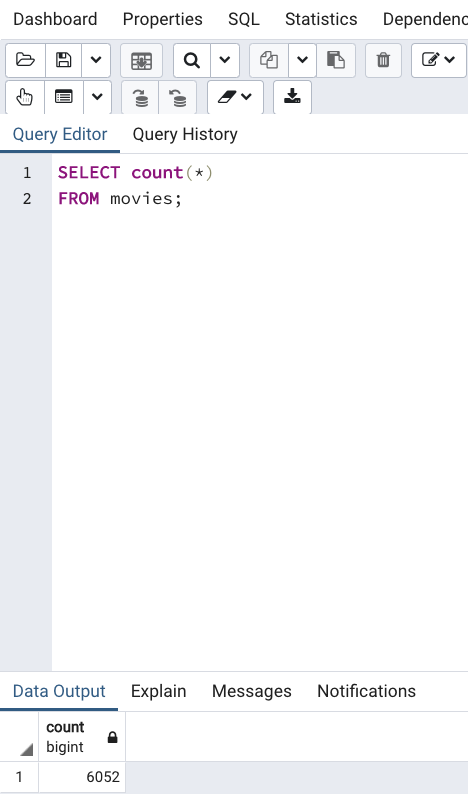 Dashboard Properties SQL Statistics Dependenc
Query Editor Query History
1 SELECT count(*)
2 FROM movies;
Data Output Explain Messages Notifications
count
bigint
1 6052